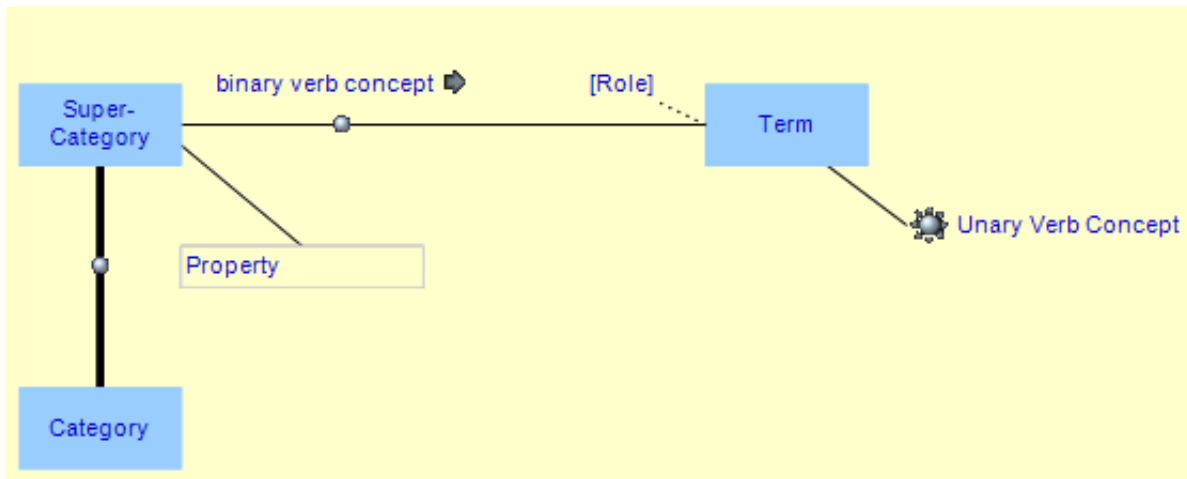 binary verb concept
[Role]
Super-
Category
Term
Unary Verb Concept
Property
Category